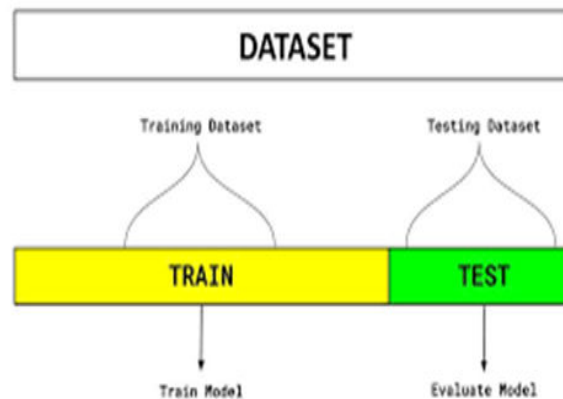 DATASET
Training Dataset
Testing Dataset
TRAIN
TEST
Train Model
Evaluate Model